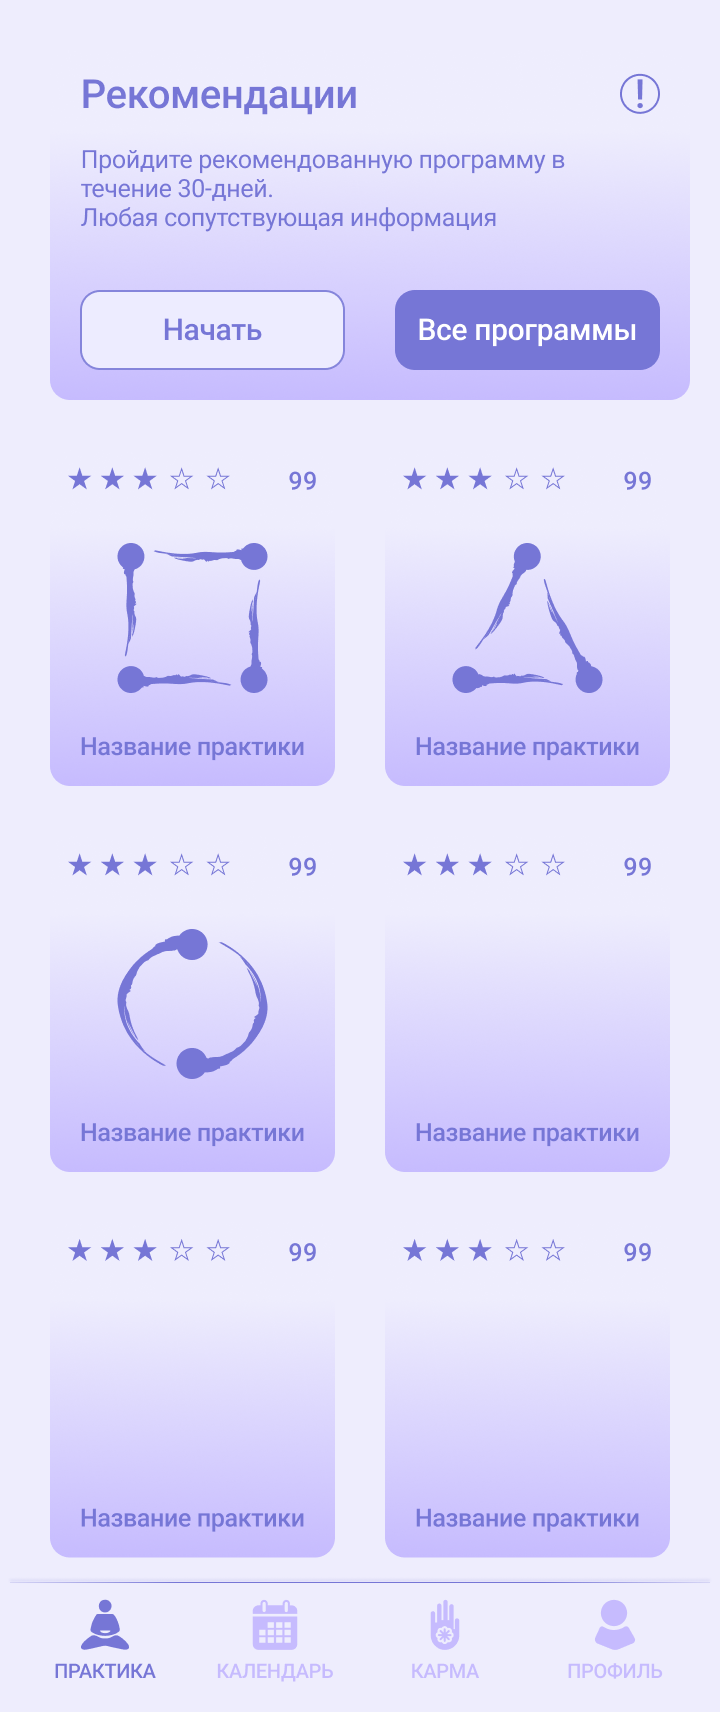 Рекомендации
Пройдите рекомендованную программу в
течение 30-дней.
Любая сопутствующая информация
Начать Все программы
99 99
Название практики Название практики
99 99
Название практики Название практики
99 99
Название практики Название практики
ПРАКТИКА КАЛЕНДАРЬ КАРМА ПРОФИЛЬ